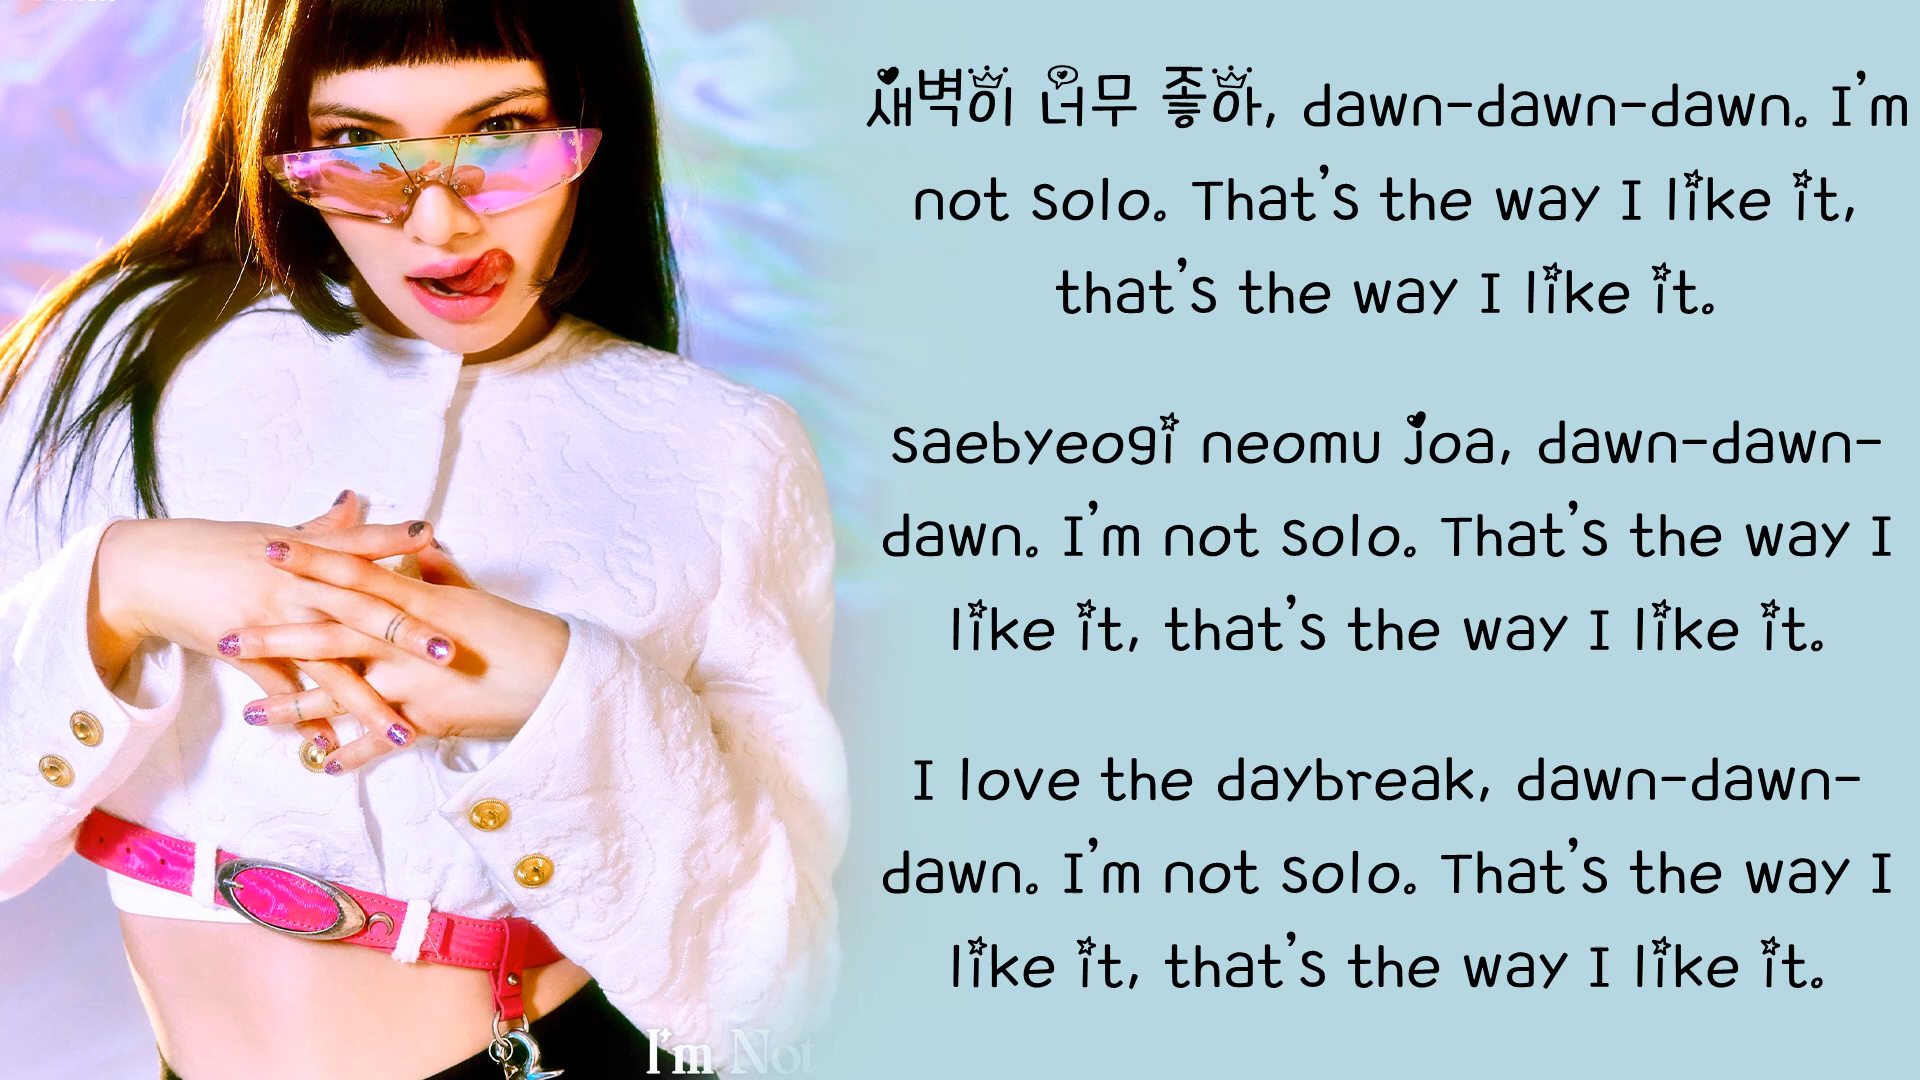 새벽이 너무 좋아, dawn-dawn-dawn. I'm
not solo. That's the way I like it,
that's the way I like it.
saebyeogi neomu joa, dawn-dawn-
dawn. I'm not solo. That's the way I
like it, that's the way I like it.
I love the daybreak, dawn-dawn-
dawn. I'm not solo. That's the way I
like it, that's the way I like it.
I'm Not